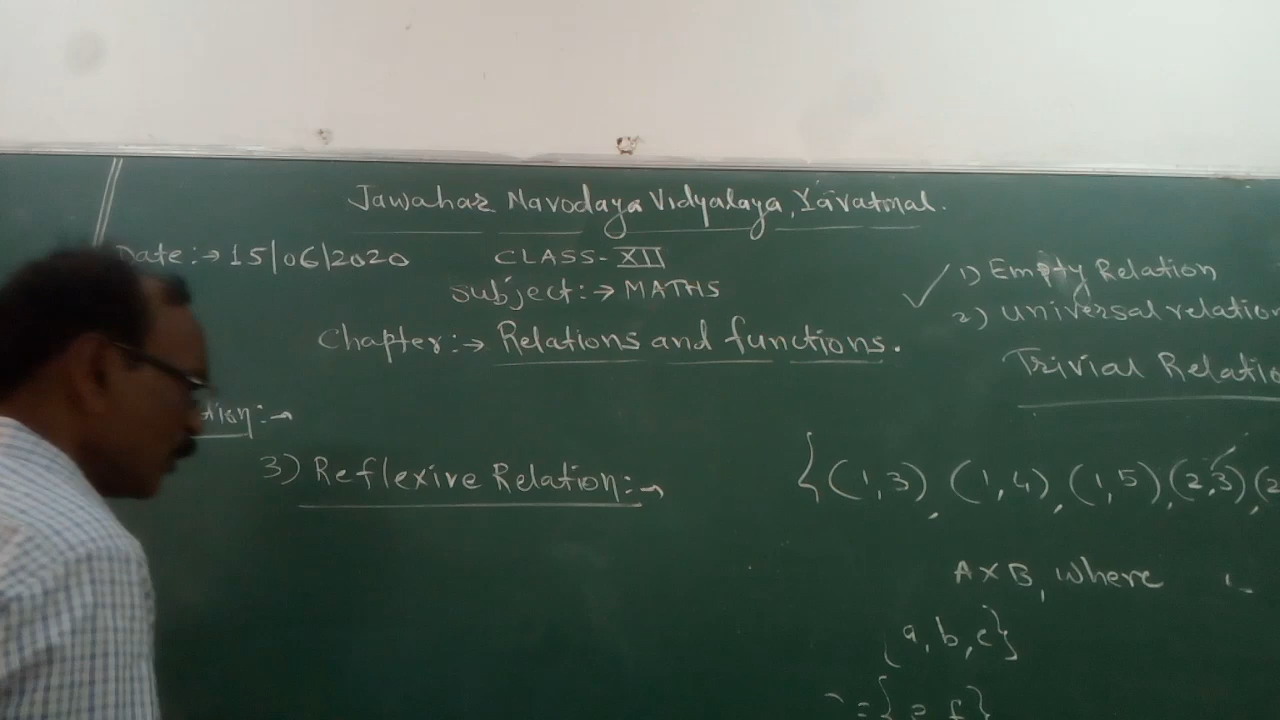 Jawahar Navodaya Vidyalaya, Yavatmal.
Date:→15/06/2020
CLASS-XII
Subject:→ MATHS
Chapter:→ Relations and functions.
3) Reflexive Relation:→
✓ 1) Empty Relation
2) universal relation
Trivial Relatio
{(1,3), (1,4), (1,5), (2,3), (2
A×B, where
{a,b,c}
={e, f}